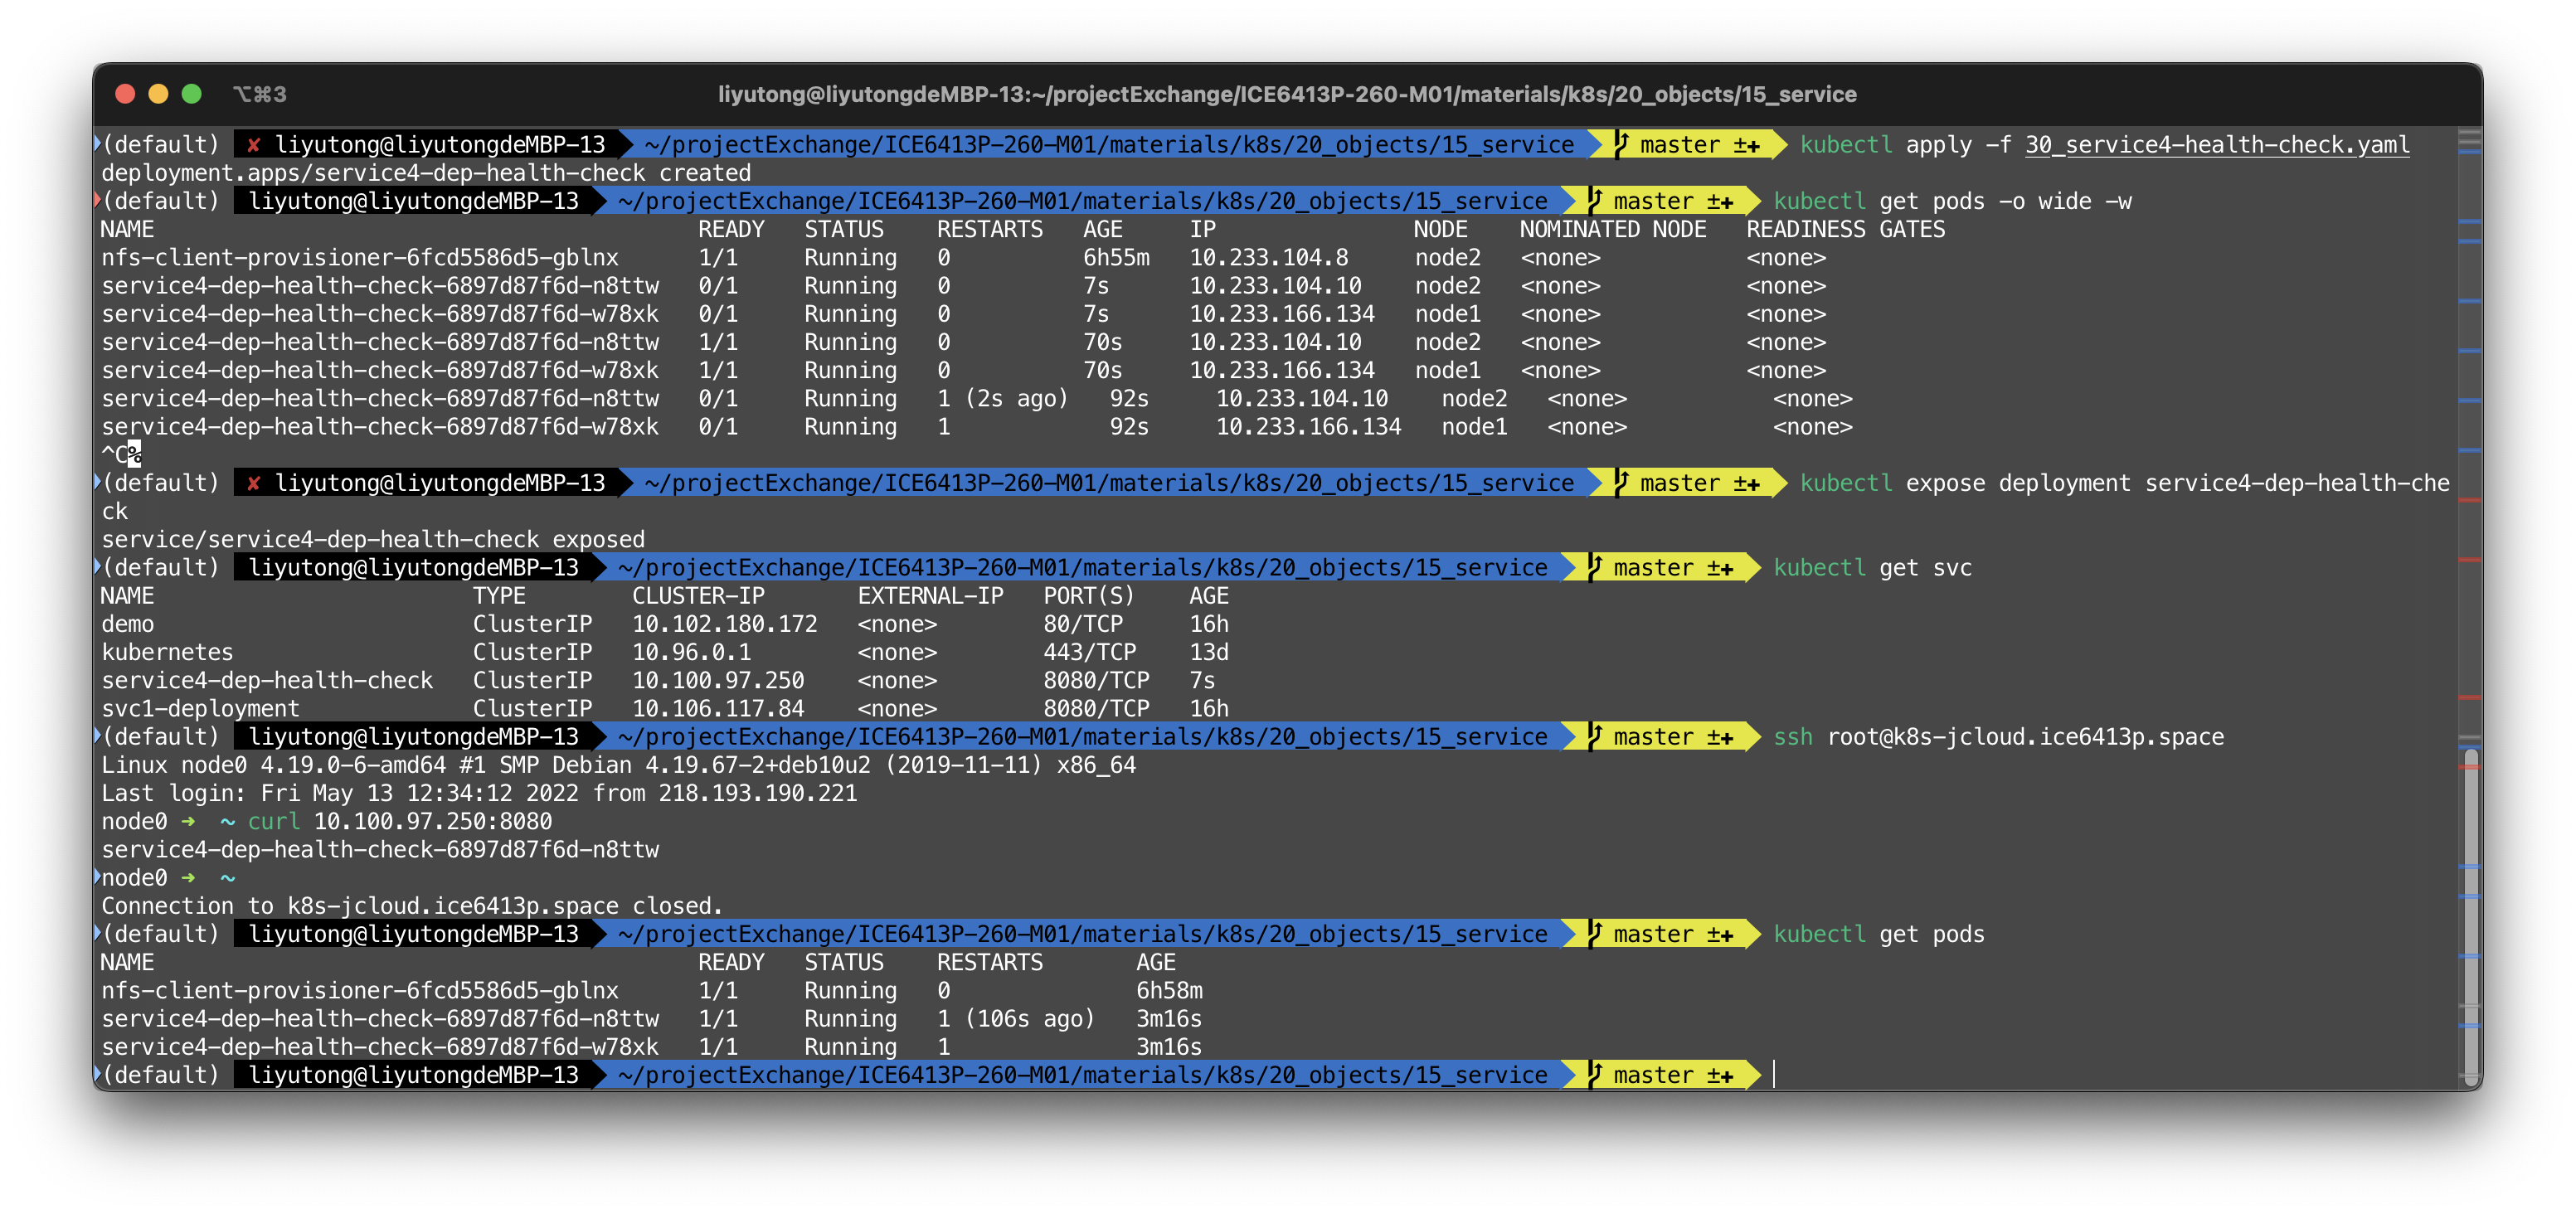 ⌥⌘3 liyutong@liyutongdeMBP-13:~/projectExchange/ICE6413P-260-M01/materials/k8s/20_objects/15_service
(default) ✘ liyutong@liyutongdeMBP-13 ~/projectExchange/ICE6413P-260-M01/materials/k8s/20_objects/15_service master ±✚ kubectl apply -f 30_service4-health-check.yaml
deployment.apps/service4-dep-health-check created
(default) liyutong@liyutongdeMBP-13 ~/projectExchange/ICE6413P-260-M01/materials/k8s/20_objects/15_service master ±✚ kubectl get pods -o wide -w
NAME READY STATUS RESTARTS AGE IP NODE NOMINATED NODE READINESS GATES
nfs-client-provisioner-6fcd5586d5-gblnx 1/1 Running 0 6h55m 10.233.104.8 node2 <none> <none>
service4-dep-health-check-6897d87f6d-n8ttw 0/1 Running 0 7s 10.233.104.10 node2 <none> <none>
service4-dep-health-check-6897d87f6d-w78xk 0/1 Running 0 7s 10.233.166.134 node1 <none> <none>
service4-dep-health-check-6897d87f6d-n8ttw 1/1 Running 0 70s 10.233.104.10 node2 <none> <none>
service4-dep-health-check-6897d87f6d-w78xk 1/1 Running 0 70s 10.233.166.134 node1 <none> <none>
service4-dep-health-check-6897d87f6d-n8ttw 0/1 Running 1 (2s ago) 92s 10.233.104.10 node2 <none> <none>
service4-dep-health-check-6897d87f6d-w78xk 0/1 Running 1 92s 10.233.166.134 node1 <none> <none>
^C%
(default) ✘ liyutong@liyutongdeMBP-13 ~/projectExchange/ICE6413P-260-M01/materials/k8s/20_objects/15_service master ±✚ kubectl expose deployment service4-dep-health-che
ck
service/service4-dep-health-check exposed
(default) liyutong@liyutongdeMBP-13 ~/projectExchange/ICE6413P-260-M01/materials/k8s/20_objects/15_service master ±✚ kubectl get svc
NAME TYPE CLUSTER-IP EXTERNAL-IP PORT(S) AGE
demo ClusterIP 10.102.180.172 <none> 80/TCP 16h
kubernetes ClusterIP 10.96.0.1 <none> 443/TCP 13d
service4-dep-health-check ClusterIP 10.100.97.250 <none> 8080/TCP 7s
svc1-deployment ClusterIP 10.106.117.84 <none> 8080/TCP 16h
(default) liyutong@liyutongdeMBP-13 ~/projectExchange/ICE6413P-260-M01/materials/k8s/20_objects/15_service master ±✚ ssh root@k8s-jcloud.ice6413p.space
Linux node0 4.19.0-6-amd64 #1 SMP Debian 4.19.67-2+deb10u2 (2019-11-11) x86_64
Last login: Fri May 13 12:34:12 2022 from 218.193.190.221
node0 ➜ ~ curl 10.100.97.250:8080
service4-dep-health-check-6897d87f6d-n8ttw
node0 ➜ ~
Connection to k8s-jcloud.ice6413p.space closed.
(default) liyutong@liyutongdeMBP-13 ~/projectExchange/ICE6413P-260-M01/materials/k8s/20_objects/15_service master ±✚ kubectl get pods
NAME READY STATUS RESTARTS AGE
nfs-client-provisioner-6fcd5586d5-gblnx 1/1 Running 0 6h58m
service4-dep-health-check-6897d87f6d-n8ttw 1/1 Running 1 (106s ago) 3m16s
service4-dep-health-check-6897d87f6d-w78xk 1/1 Running 1 3m16s
(default) liyutong@liyutongdeMBP-13 ~/projectExchange/ICE6413P-260-M01/materials/k8s/20_objects/15_service master ±✚